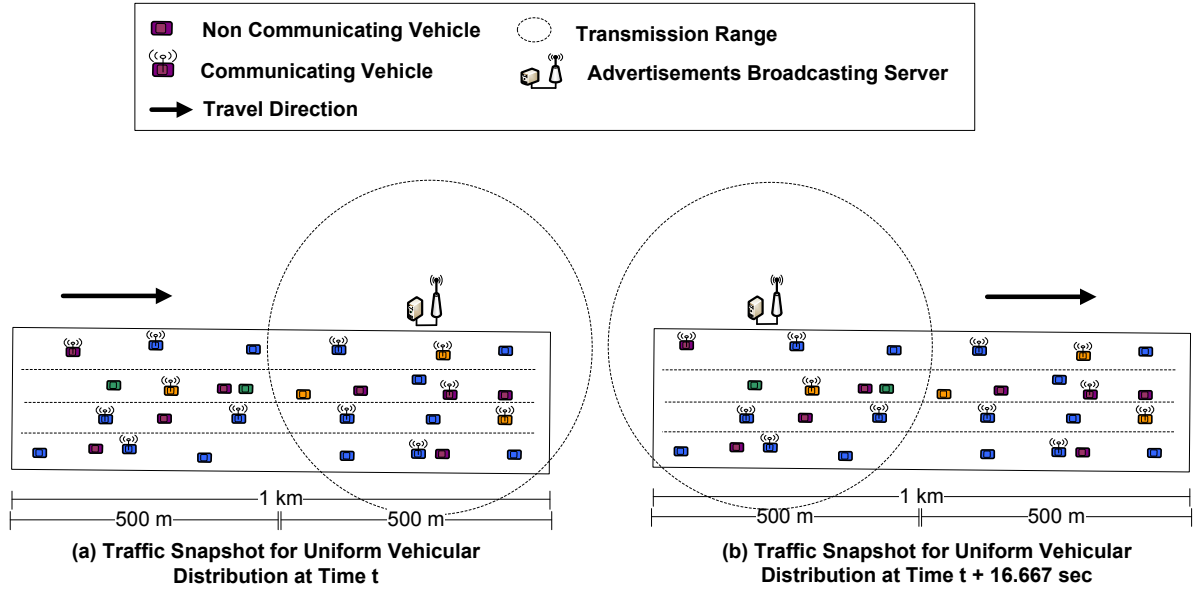 Non Communicating Vehicle
Transmission Range
Communicating Vehicle
Advertisements Broadcasting Server
Travel Direction
1 km
500 m
500 m
(a) Traffic Snapshot for Uniform Vehicular
Distribution at Time t
1 km
500 m
500 m
(b) Traffic Snapshot for Uniform Vehicular
Distribution at Time t + 16.667 sec